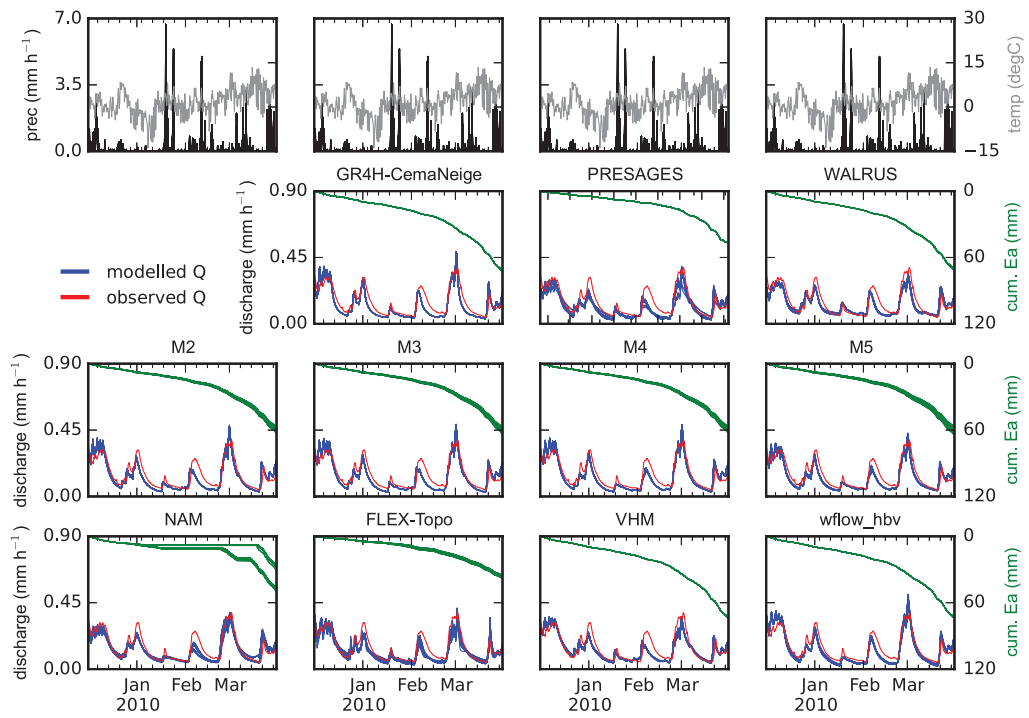 7.0
3.5
0.0
prec (mm h−1)
30
15
0
−15
temp (degC)
GR4H-CemaNeige
PRESAGES
WALRUS
modelled Q
observed Q
0.90
0.45
0.00
discharge (mm h−1)
0
60
120
cum. Ea (mm)
M2
M3
M4
M5
0.90
0.45
0.00
discharge (mm h−1)
0
60
120
cum. Ea (mm)
NAM
FLEX-Topo
VHM
wflow_hbv
0.90
0.45
0.00
discharge (mm h−1)
0
60
120
cum. Ea (mm)
Jan Feb Mar
2010
Jan Feb Mar
2010
Jan Feb Mar
2010
Jan Feb Mar
2010